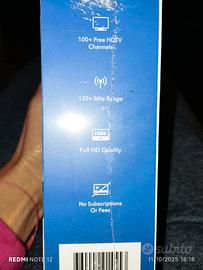 100+ Free HDTV
Channels
120+ Mile Range
1080
Full HD Quality
No Subscriptions
Or Fees
REDMI NOTE 12
11/10/2025 18:18
subito